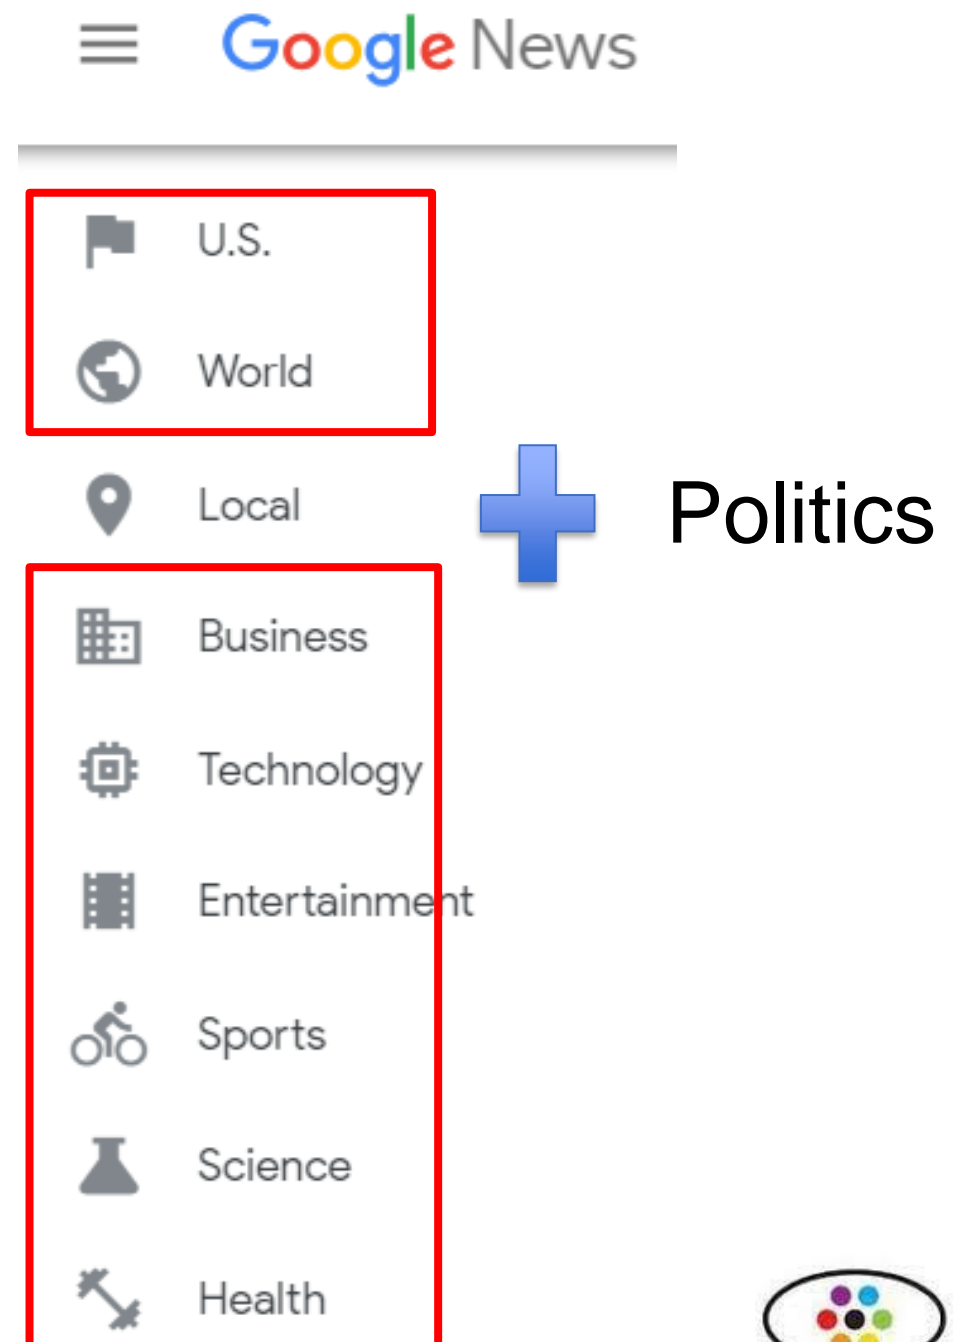 Google News
U.S.
World
Local
Politics
Business
Technology
Entertainment
Sports
Science
Health